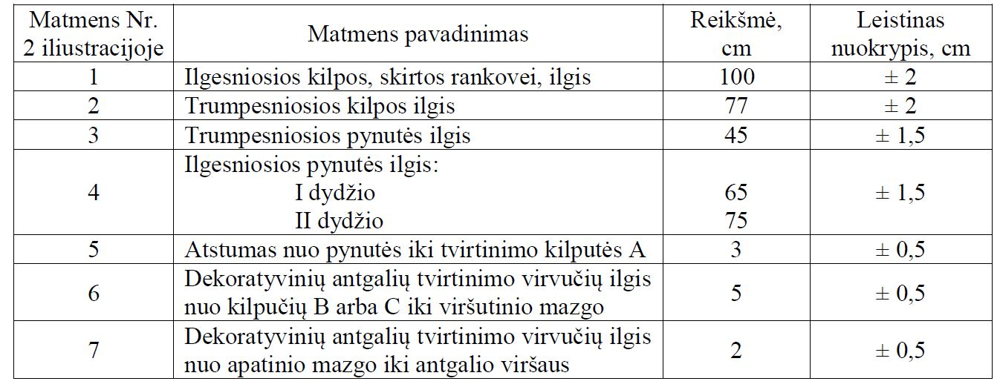 Matmens Nr.
2 iliustracijoje
Matmens pavadinimas
Reikšmė,
cm
Leistinas
nuokrypis, cm
1
Ilgesniosios kilpos, skirtos rankovei, ilgis
100
± 2
2
Trumpesniosios kilpos ilgis
77
± 2
3
Trumpesniosios pynutės ilgis
45
± 1,5
4
Ilgesniosios pynutės ilgis:
I dydžio
II dydžio
65
75
± 1,5
5
Atstumas nuo pynutės iki tvirtinimo kilputės A
3
± 0,5
6
Dekoratyvinių antgalių tvirtinimo virvučių ilgis
nuo kilpučių B arba C iki viršutinio mazgo
5
± 0,5
7
Dekoratyvinių antgalių tvirtinimo virvučių ilgis
nuo apatinio mazgo iki antgalio viršaus
2
± 0,5